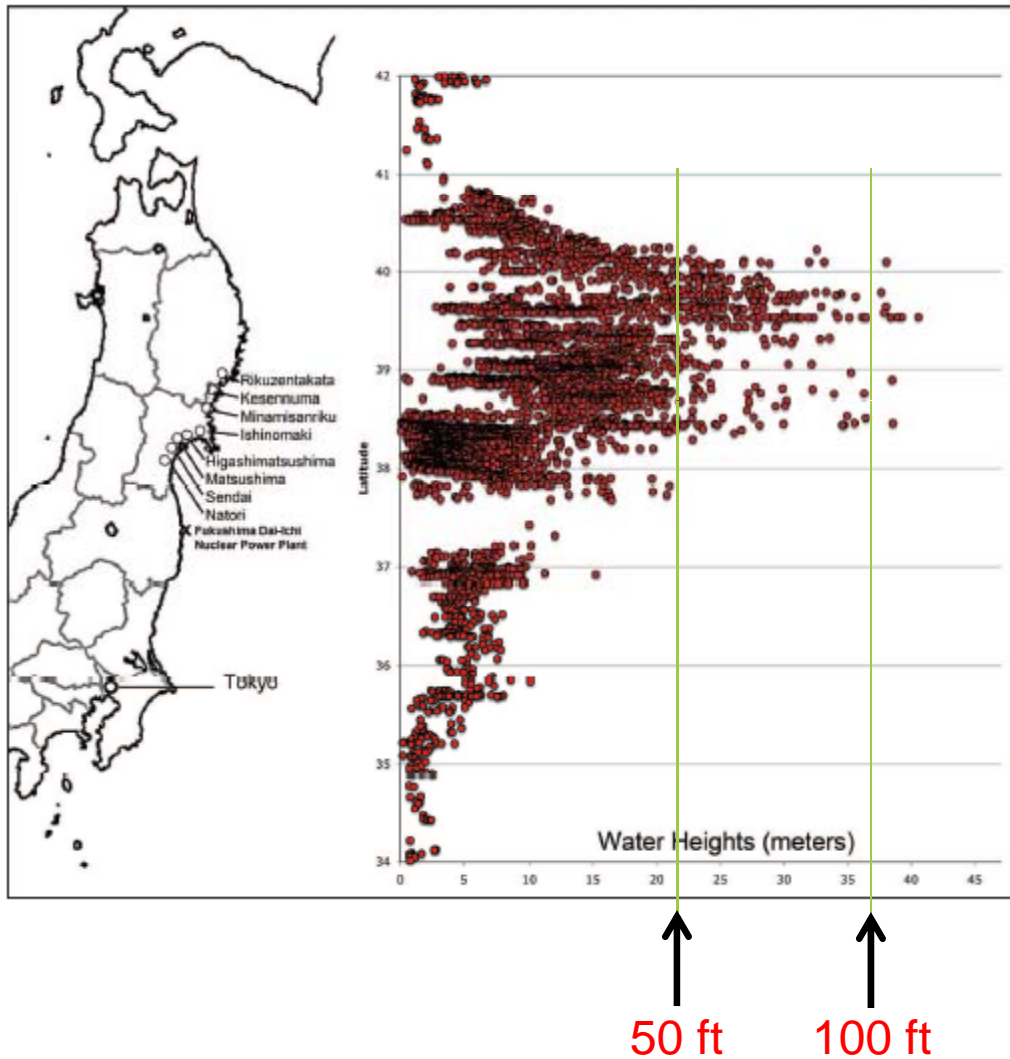 Rikuzentakata
Kesennuma
Minamisanriku
Ishinomaki
Higashimatsushima
Matsushima
Sendai
Natori
Fukushima Dai-Ichi
Nuclear Power Plant
Tokyo
Latitude
42
41
40
39
38
37
36
35
34
Water Heights (meters)
0 5 10 15 20 25 30 35 40 45
50 ft 100 ft